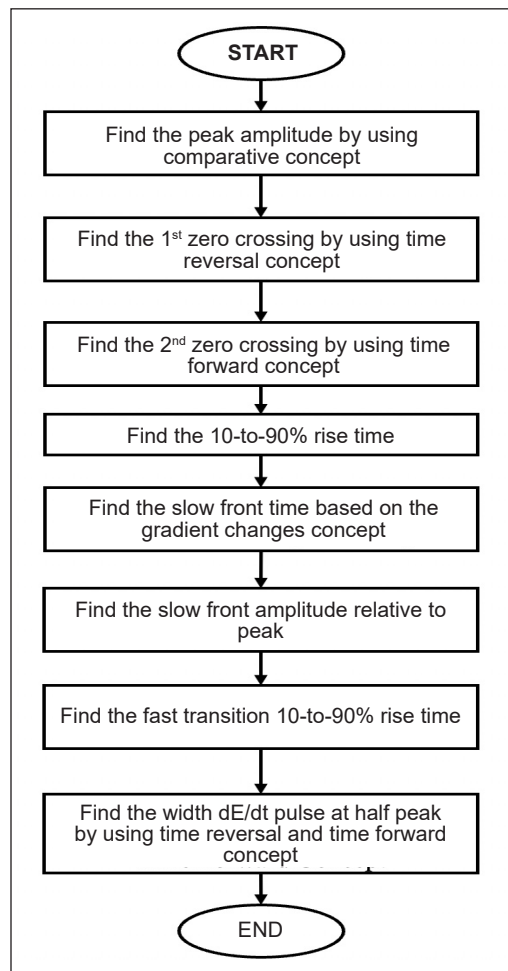 START
Find the peak amplitude by using
comparative concept
Find the 1st zero crossing by using time
reversal concept
Find the 2nd zero crossing by using time
forward concept
Find the 10-to-90% rise time
Find the slow front time based on the
gradient changes concept
Find the slow front amplitude relative to
peak
Find the fast transition 10-to-90% rise time
Find the width dE/dt pulse at half peak
by using time reversal and time forward
concept
END